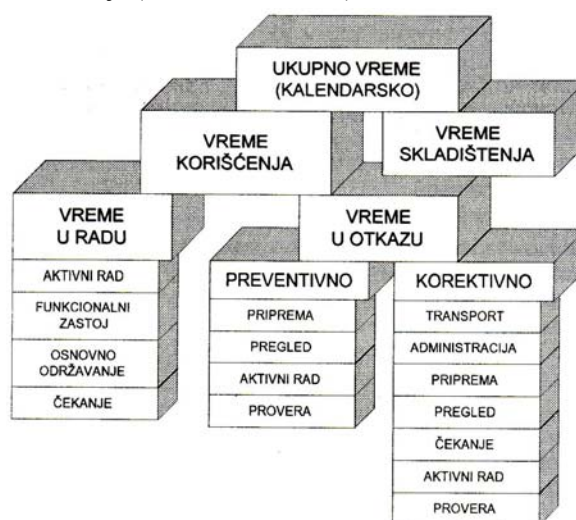 UKUPNO VREME
(KALENDARSKO)
VREME
KORIŠĆENJA
VREME
SKLADIŠTENJA
VREME
U RADU
VREME
U OTKAZU
AKTIVNI RAD
FUNKCIONALNI
ZASTOJ
OSNOVNO
ODRŽAVANJE
ČEKANJE
PREVENTIVNO
PRIPREMA
PREGLED
AKTIVNI RAD
PROVERA
KOREKTIVNO
TRANSPORT
ADMINISTRACIJA
PRIPREMA
PREGLED
ČEKANJE
AKTIVNI RAD
PROVERA